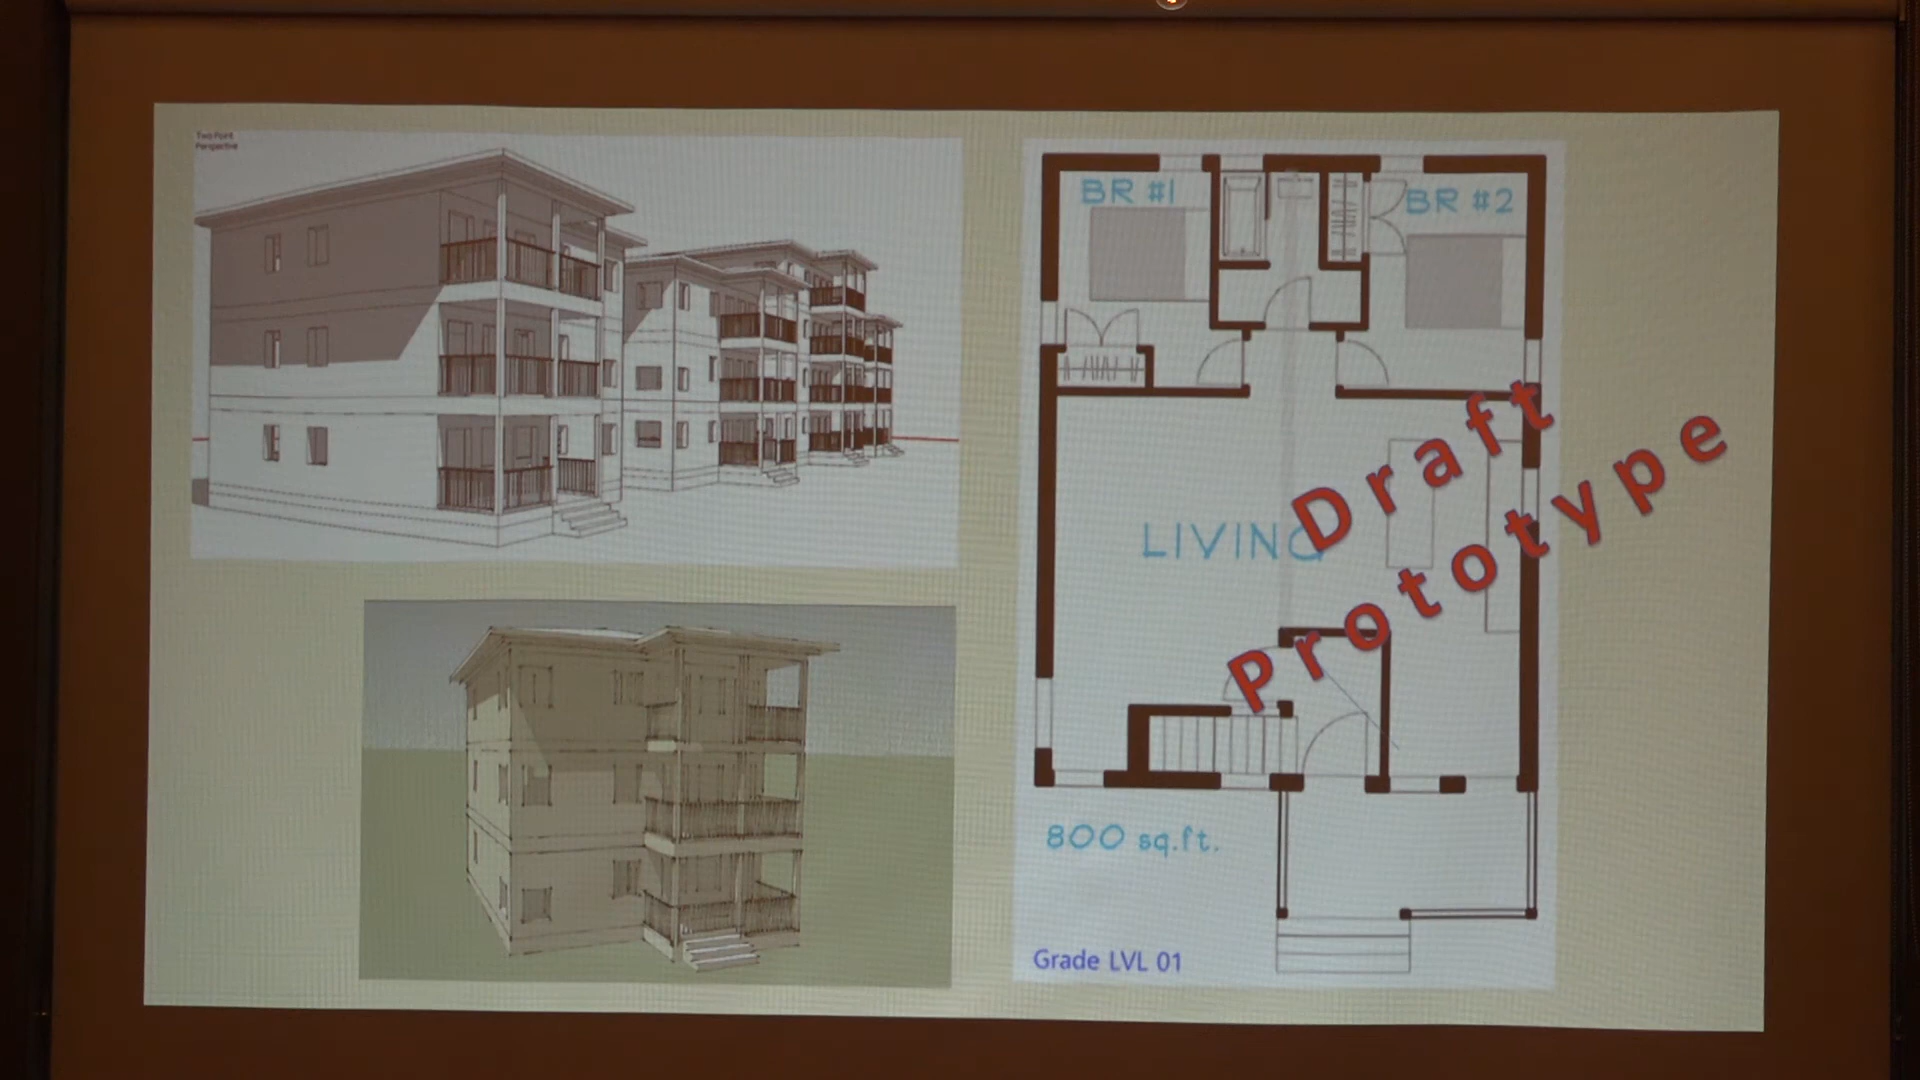 Two Point
Perspective
BR #1
BR #2
LIVING
Draft
Prototype
800 sq.ft.
Grade LVL 01